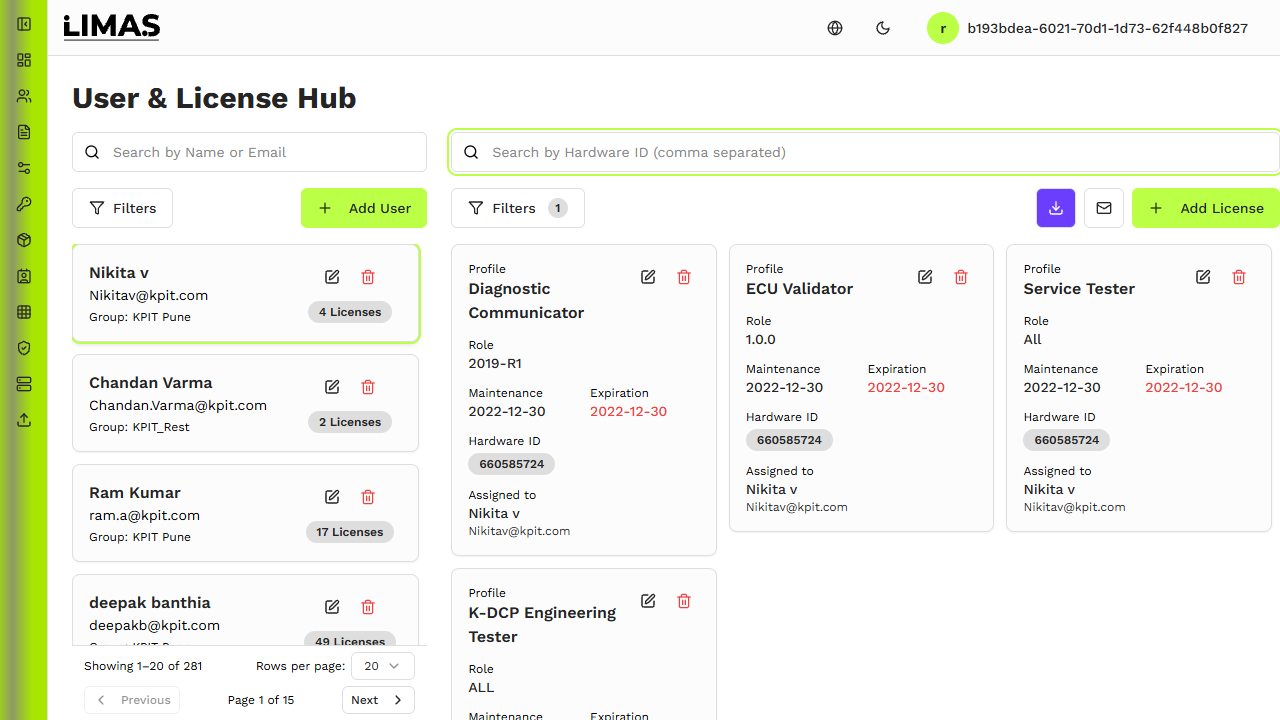 LIMAS
r
b193bdea-6021-70d1-1d73-62f448b0f827
User & License Hub
Search by Name or Email
Search by Hardware ID (comma separated)
Filters
Add User
Filters 1
Add License
Nikita v
Nikitav@kpit.com
Group: KPIT Pune
4 Licenses
Chandan Varma
Chandan.Varma@kpit.com
Group: KPIT_Rest
2 Licenses
Ram Kumar
ram.a@kpit.com
Group: KPIT Pune
17 Licenses
deepak banthia
deepakb@kpit.com
49 Licenses
Showing 1–20 of 281
Rows per page: 20
Previous
Page 1 of 15
Next
Profile
Diagnostic
Communicator
Role
2019-R1
Maintenance
2022-12-30
Expiration
2022-12-30
Hardware ID
660585724
Assigned to
Nikita v
Nikitav@kpit.com
Profile
ECU Validator
Role
1.0.0
Maintenance
2022-12-30
Expiration
2022-12-30
Hardware ID
660585724
Assigned to
Nikita v
Nikitav@kpit.com
Profile
Service Tester
Role
All
Maintenance
2022-12-30
Expiration
2022-12-30
Hardware ID
660585724
Assigned to
Nikita v
Nikitav@kpit.com
Profile
K-DCP Engineering
Tester
Role
ALL
Maintenance
Expiration